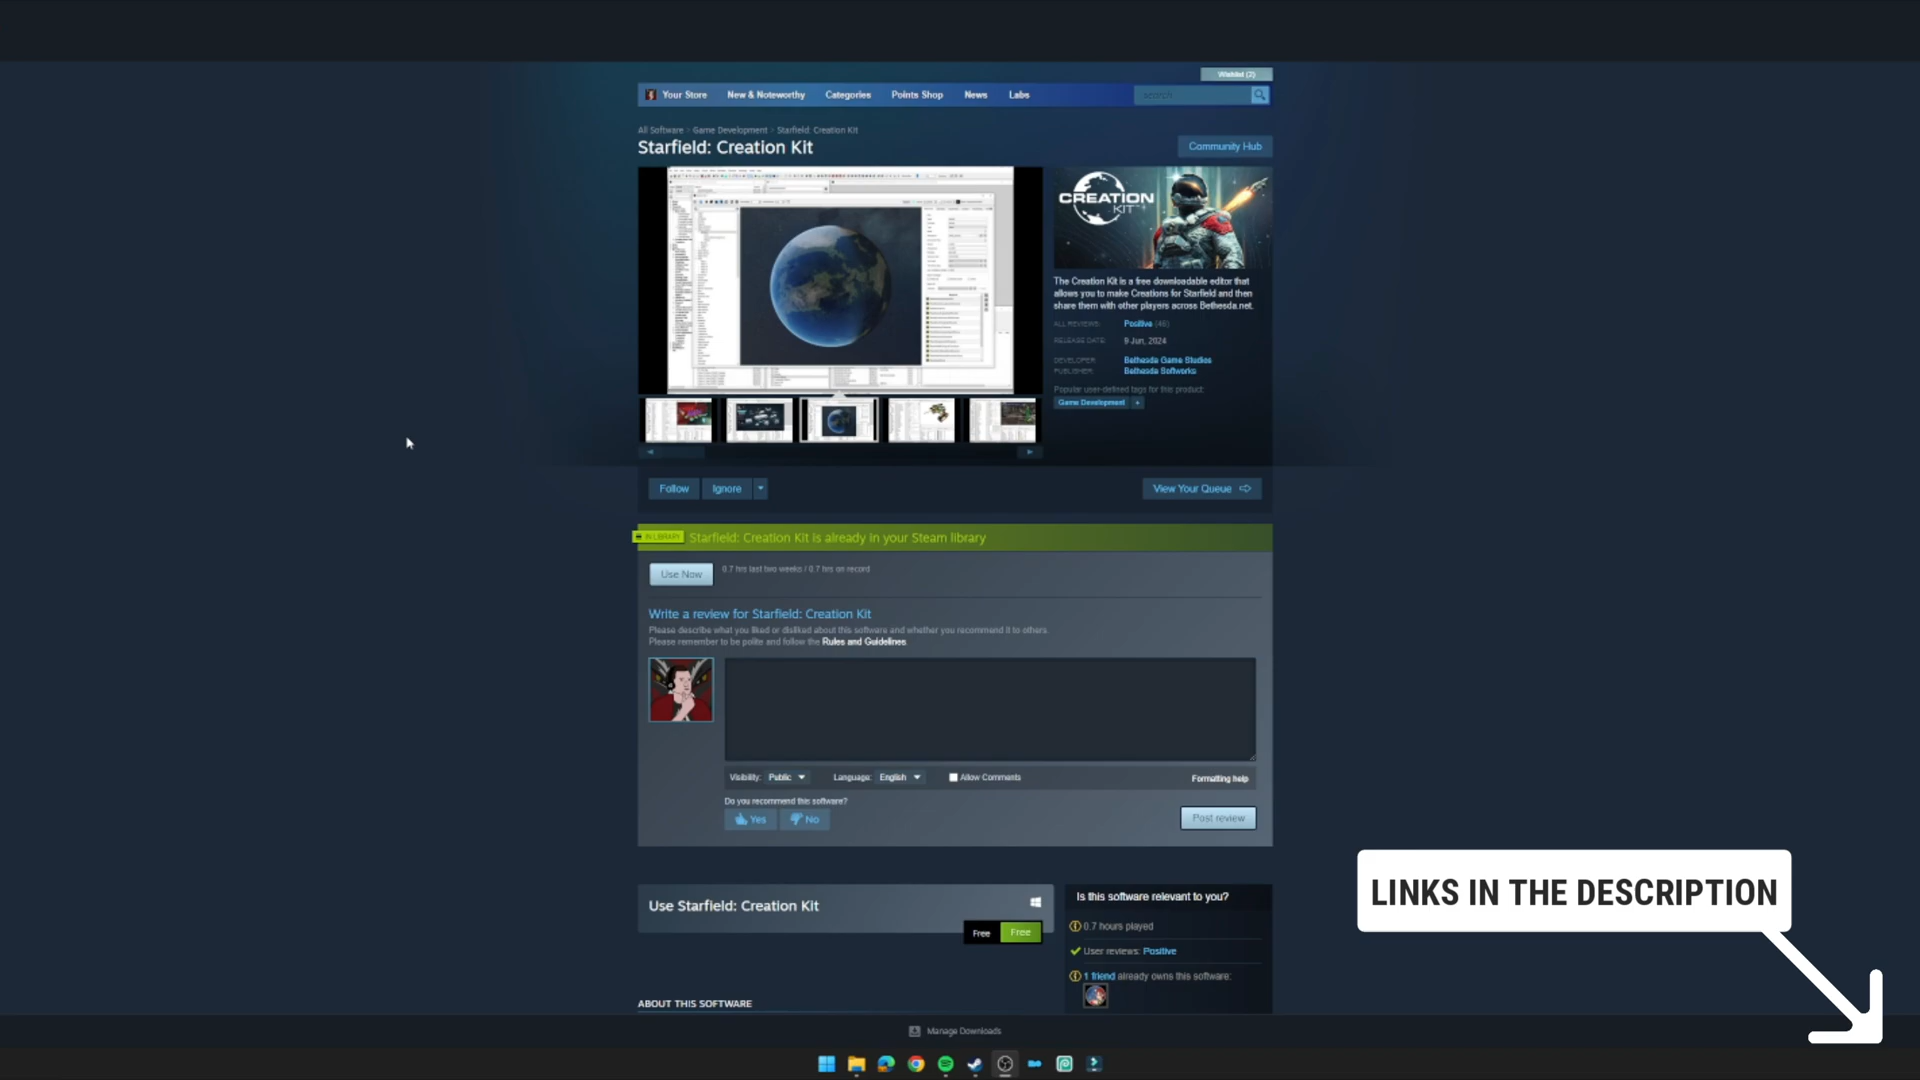 Wishlist (2)
Your Store New & Noteworthy Categories Points Shop News Labs search
All Software > Game Development > Starfield: Creation Kit
Starfield: Creation Kit
Community Hub
CREATION
KIT
The Creation Kit is a free downloadable editor that
allows you to make Creations for Starfield and then
share them with other players across Bethesda.net.
ALL REVIEWS: Positive (46)
RELEASE DATE: 9 Jun, 2024
DEVELOPER: Bethesda Game Studios
PUBLISHER: Bethesda Softworks
Popular user-defined tags for this product:
Game Development +
Follow Ignore View Your Queue
IN LIBRARY Starfield: Creation Kit is already in your Steam library
Use Now 0.7 hrs last two weeks / 0.7 hrs on record
Write a review for Starfield: Creation Kit
Please describe what you liked or disliked about this software and whether you recommend it to others.
Please remember to be polite and follow the Rules and Guidelines.
Visibility: Public Language: English Allow Comments Formatting help
Do you recommend this software?
Yes No
Post review
Use Starfield: Creation Kit
Free Free
Is this software relevant to you?
0.7 hours played
User reviews: Positive
1 friend already owns this software:
ABOUT THIS SOFTWARE
Manage Downloads
LINKS IN THE DESCRIPTION